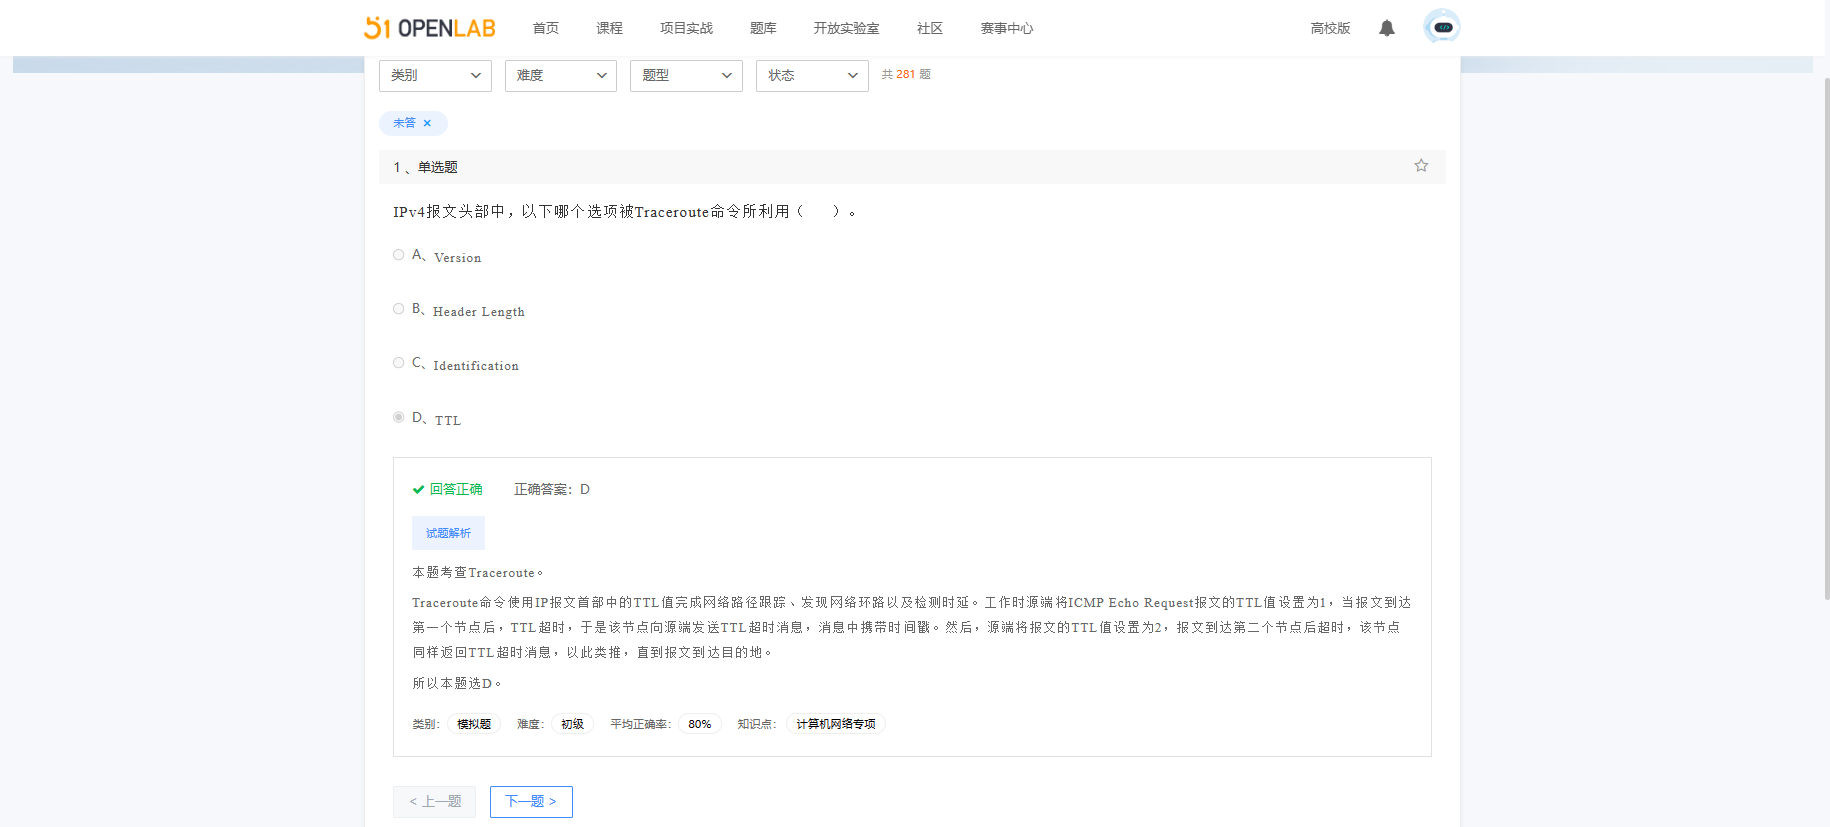 51 OPENLAB 首页 课程 项目实战 题库 开放实验室 社区 赛事中心 高校版
类别 难度 题型 状态 共 281 题
未答 ×
1 、单选题
IPv4报文头部中，以下哪个选项被Traceroute命令所利用（ ）。
A、Version
B、Header Length
C、Identification
D、TTL
回答正确 正确答案：D
试题解析
本题考查Traceroute。
Traceroute命令使用IP报文首部中的TTL值完成网络路径跟踪、发现网络环路以及检测时延。工作时源端将ICMP Echo Request报文的TTL值设置为1，当报文到达
第一个节点后，TTL超时，于是该节点向源端发送TTL超时消息，消息中携带时间戳。然后，源端将报文的TTL值设置为2，报文到达第二个节点后超时，该节点
同样返回TTL超时消息，以此类推，直到报文到达目的地。
所以本题选D。
类别： 模拟题 难度： 初级 平均正确率： 80% 知识点： 计算机网络专项
< 上一题 下一题 >